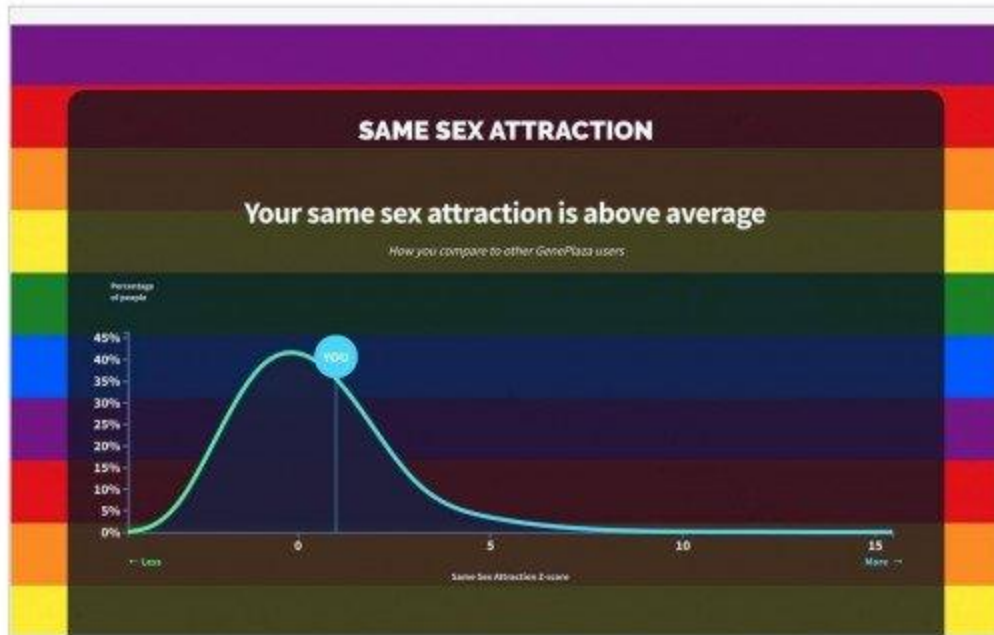 SAME SEX ATTRACTION
Your same sex attraction is above average
How you compare to other GenePlaza users
Percentage
of people
45%
40%
35%
30%
25%
20%
15%
10%
5%
0%
YOU
0
5
10
15
← Less
More →
Same Sex Attraction Z-score